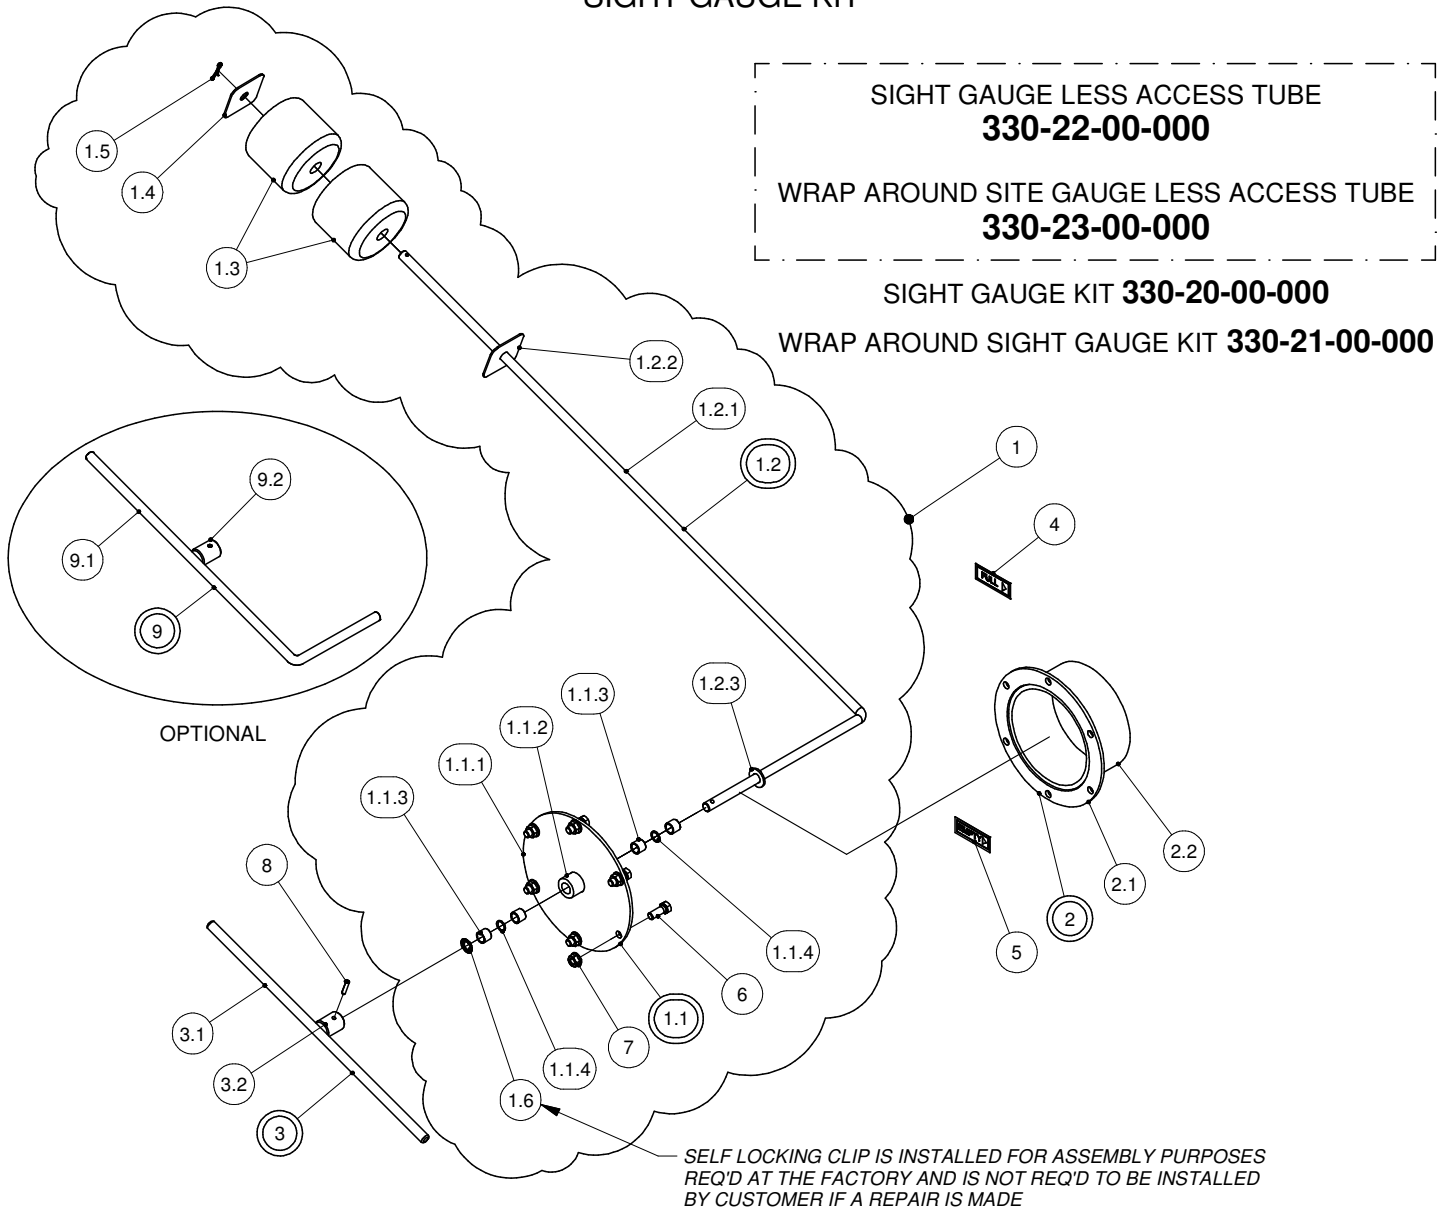 SIGHT GAUGE KIT
SIGHT GAUGE LESS ACCESS TUBE
330-22-00-000
WRAP AROUND SITE GAUGE LESS ACCESS TUBE
330-23-00-000
SIGHT GAUGE KIT 330-20-00-000
WRAP AROUND SIGHT GAUGE KIT 330-21-00-000
1.5
1.4
1.3
1.2.2
1.2.1
1.2
1
4
FULL
9.2
9.1
9
OPTIONAL
1.2.3
1.1.3
1.1.2
1.1.1
1.1.3
8
EMPTY
2.2
2.1
2
5
1.1.4
6
1.1
7
1.1.4
1.6
3.1
3.2
3
SELF LOCKING CLIP IS INSTALLED FOR ASSEMBLY PURPOSES
REQ'D AT THE FACTORY AND IS NOT REQ'D TO BE INSTALLED
BY CUSTOMER IF A REPAIR IS MADE